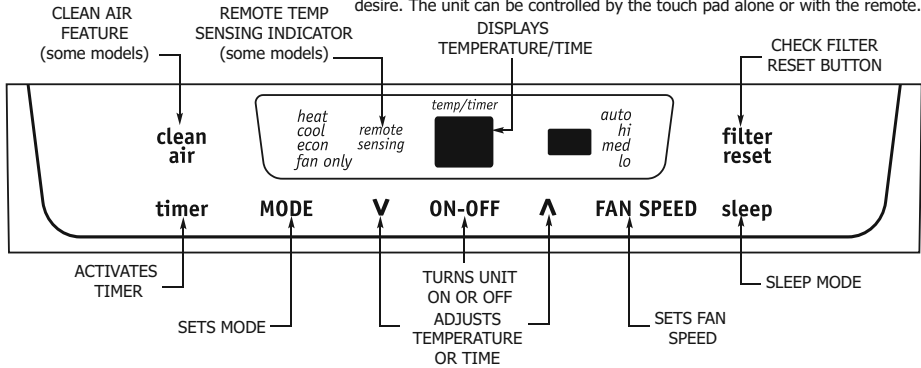 desire. The unit can be controlled by the touch pad alone or with the remote.
CLEAN AIR
FEATURE
(some models)
REMOTE TEMP
SENSING INDICATOR
(some models)
DISPLAYS
TEMPERATURE/TIME
CHECK FILTER
RESET BUTTON
clean
air
heat
cool
econ
fan only
remote
sensing
temp/timer
auto
hi
med
lo
filter
reset
timer
MODE
V
ON-OFF
Λ
FAN SPEED
sleep
ACTIVATES
TIMER
SETS MODE
TURNS UNIT
ON OR OFF
ADJUSTS
TEMPERATURE
OR TIME
SETS FAN
SPEED
SLEEP MODE